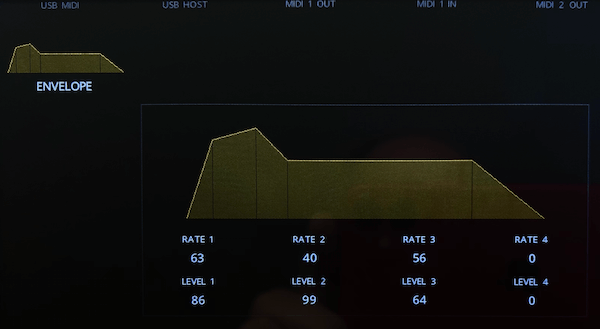 USB MIDI USB HOST MIDI 1 OUT MIDI 1 IN MIDI 2 OUT
ENVELOPE
RATE 1 RATE 2 RATE 3 RATE 4
63 40 56 0
LEVEL 1 LEVEL 2 LEVEL 3 LEVEL 4
86 99 64 0